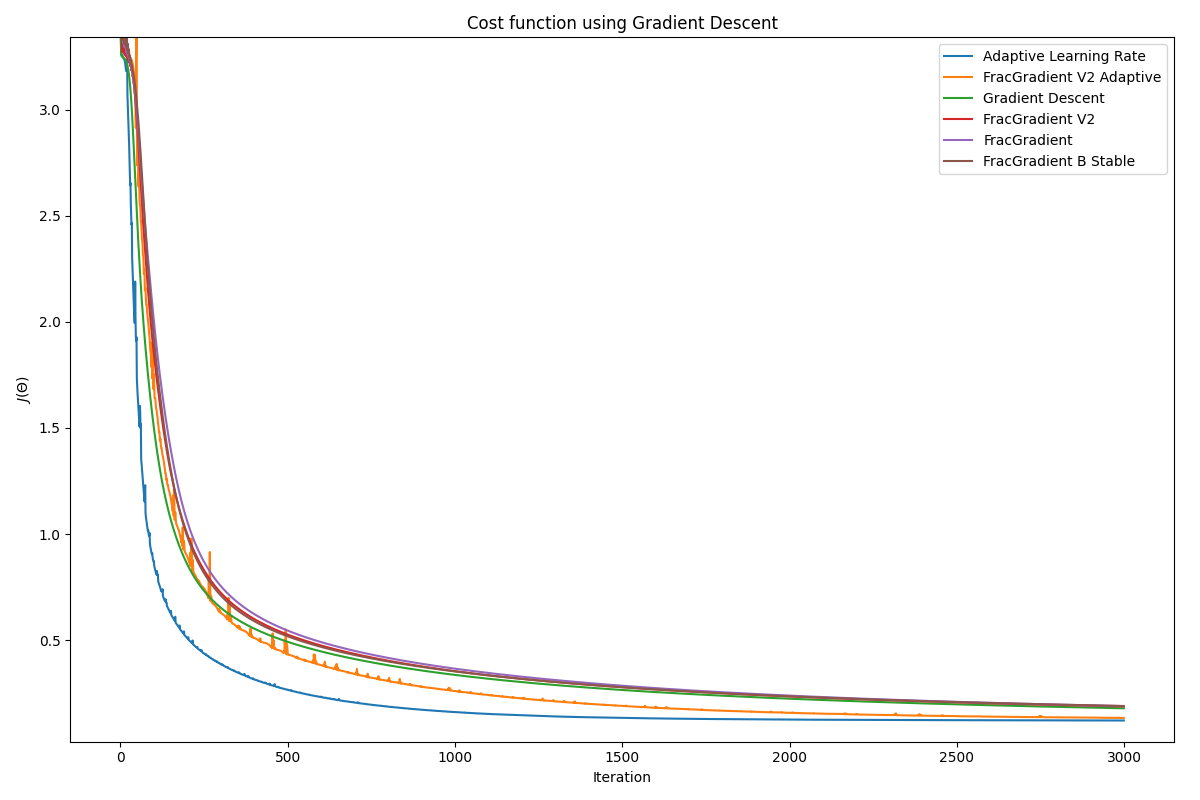 Cost function using Gradient Descent
Adaptive Learning Rate
FracGradient V2 Adaptive
Gradient Descent
FracGradient V2
FracGradient
FracGradient B Stable
3.0
2.5
2.0
1.5
1.0
0.5
J(Θ)
0 500 1000 1500 2000 2500 3000
Iteration